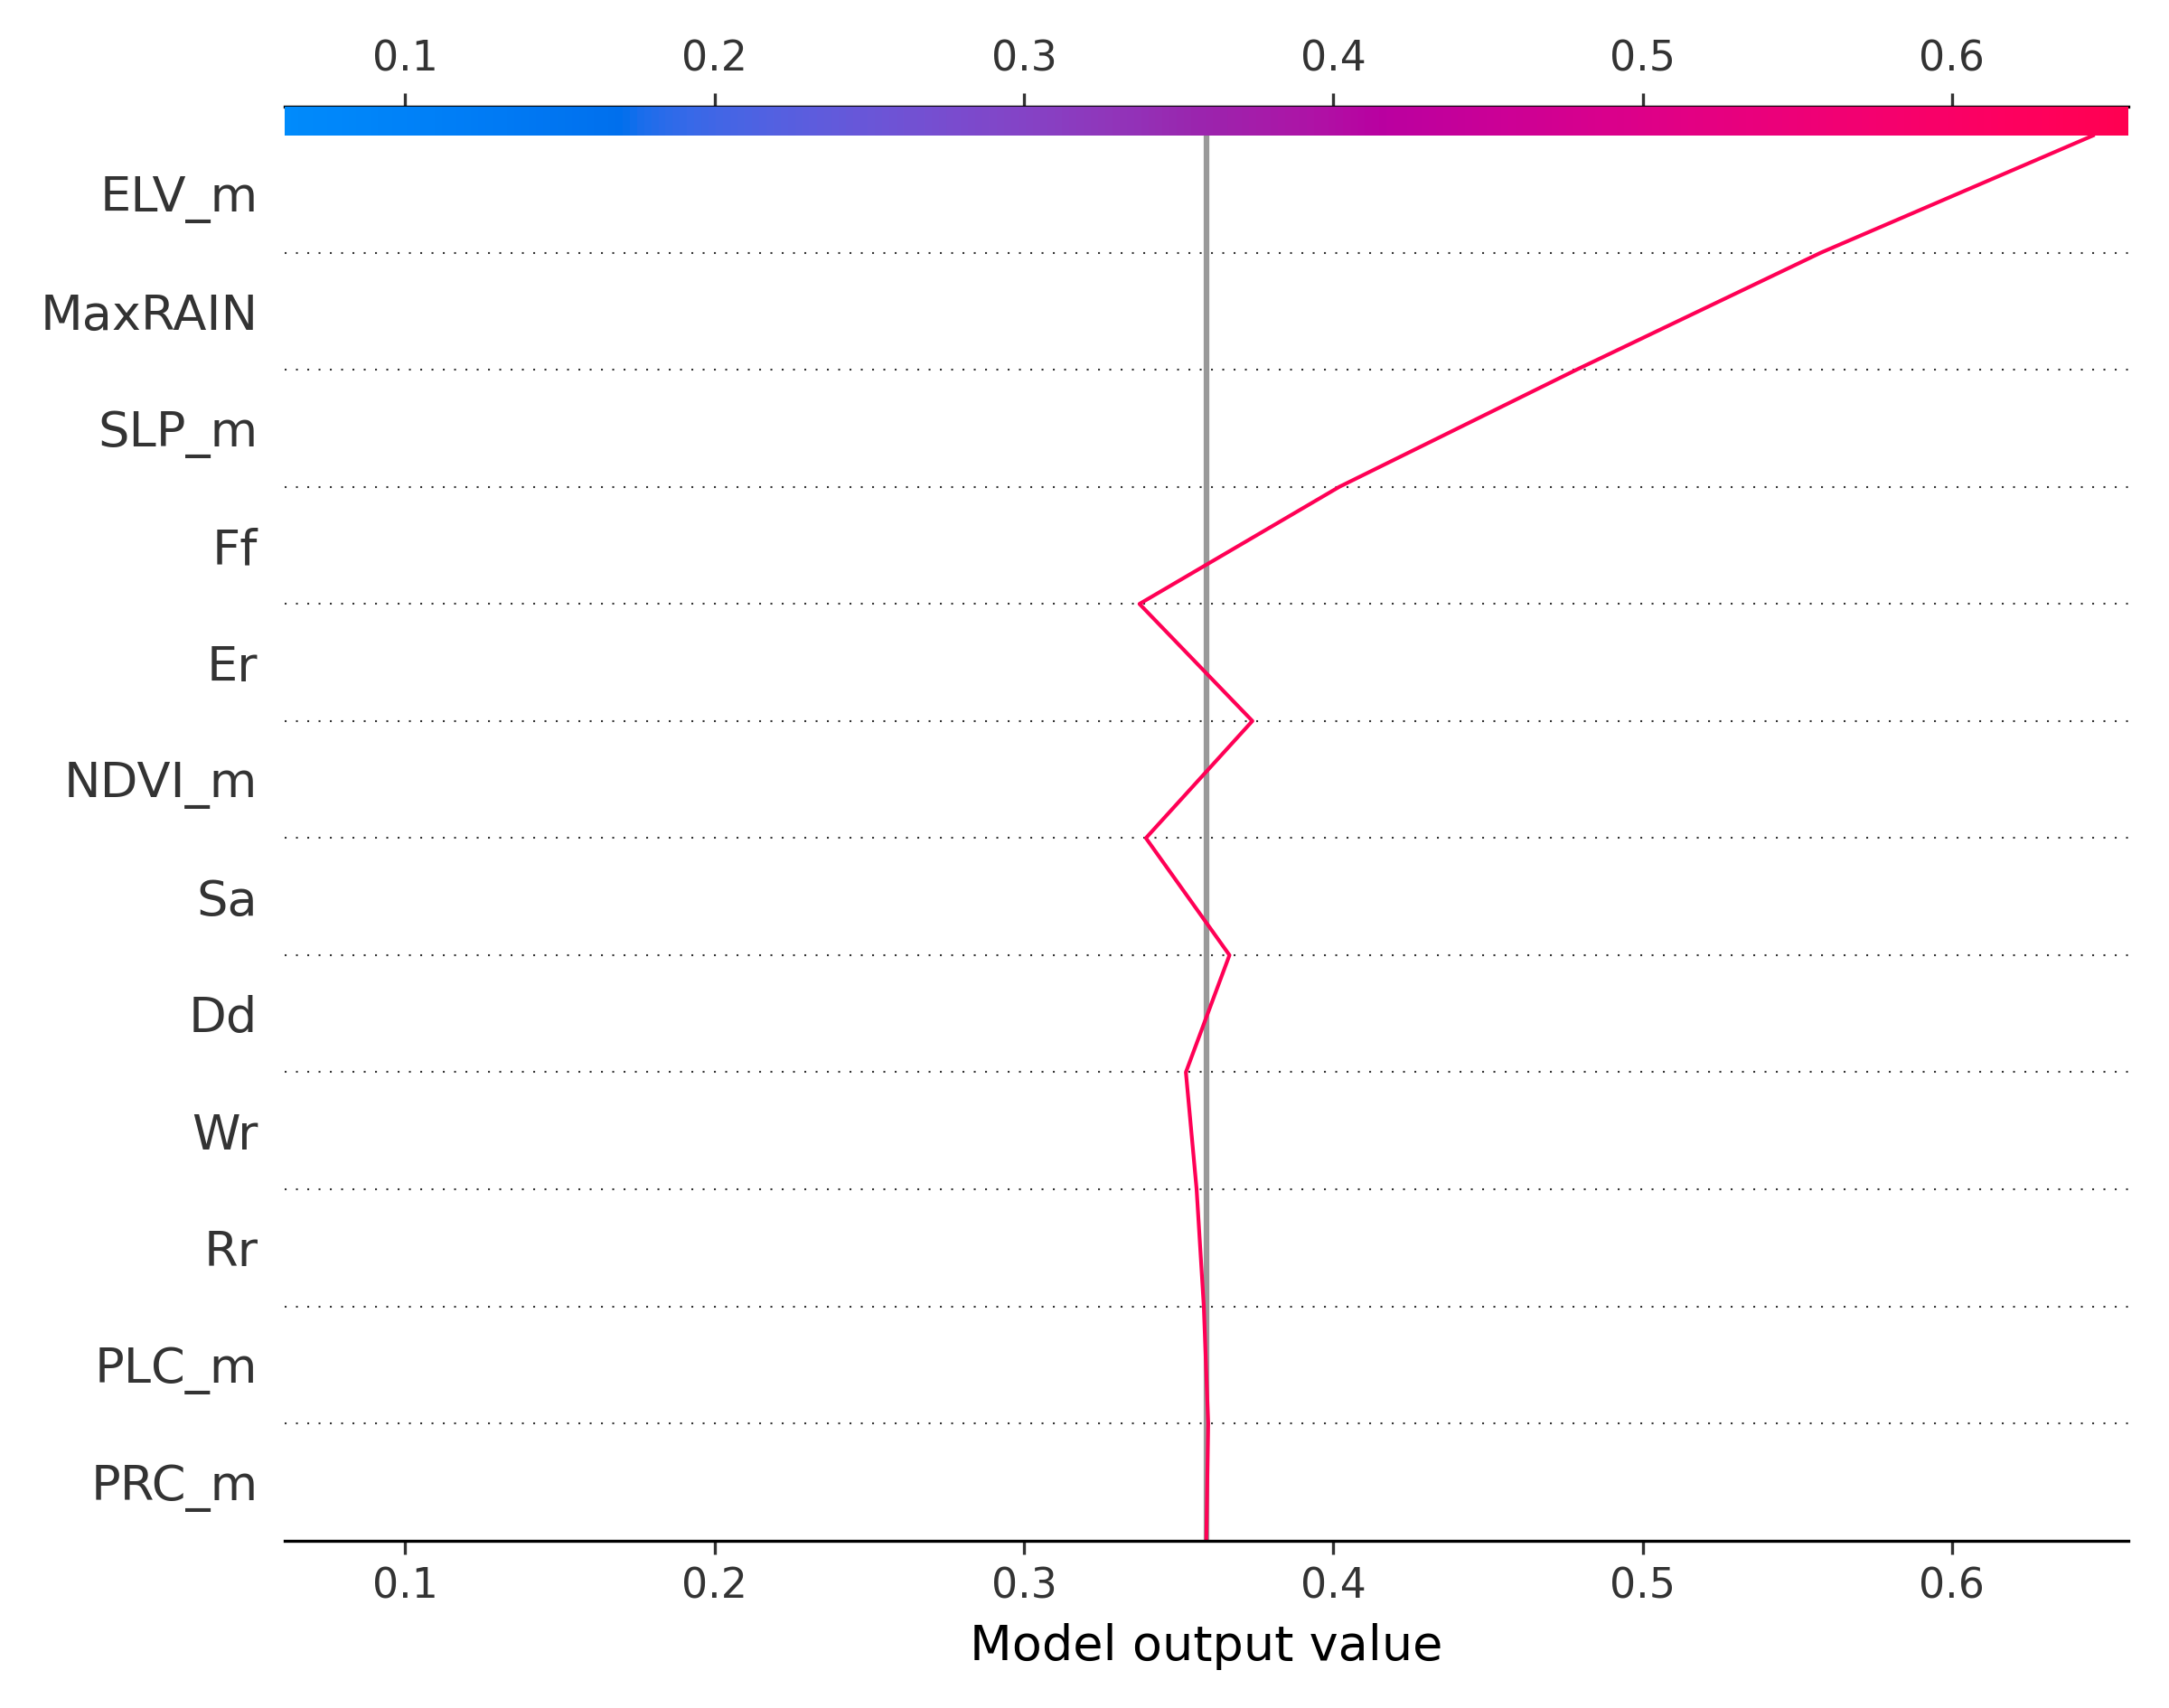 0.1 0.2 0.3 0.4 0.5 0.6
ELV_m
MaxRAIN
SLP_m
Ff
Er
NDVI_m
Sa
Dd
Wr
Rr
PLC_m
PRC_m
0.1 0.2 0.3 0.4 0.5 0.6
Model output value